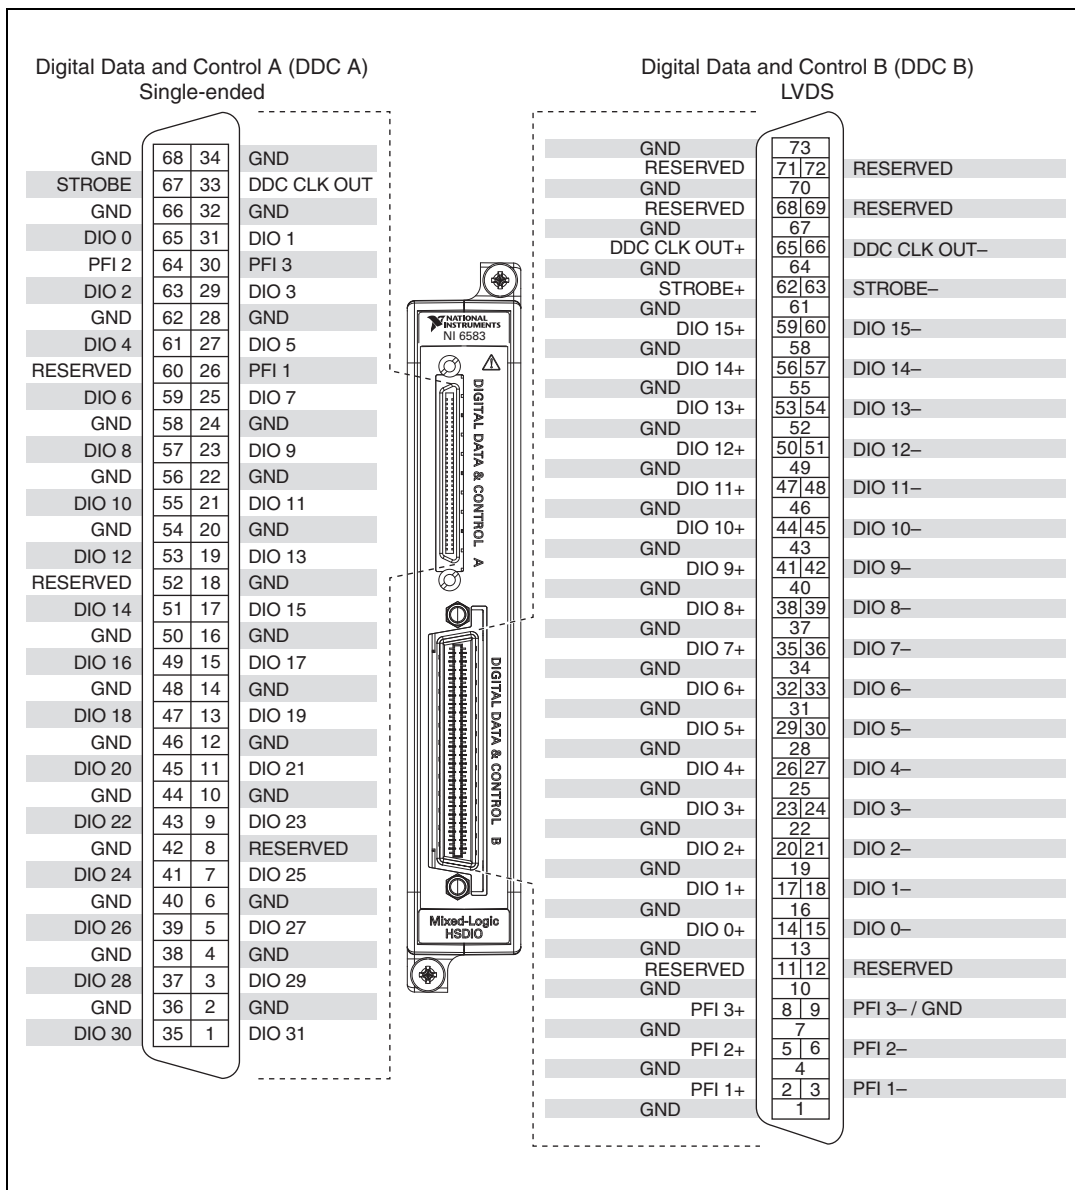 Digital Data and Control A (DDC A)
Single-ended
GND 68 34 GND
STROBE 67 33 DDC CLK OUT
GND 66 32 GND
DIO 0 65 31 DIO 1
PFI 2 64 30 PFI 3
DIO 2 63 29 DIO 3
GND 62 28 GND
DIO 4 61 27 DIO 5
RESERVED 60 26 PFI 1
DIO 6 59 25 DIO 7
GND 58 24 GND
DIO 8 57 23 DIO 9
GND 56 22 GND
DIO 10 55 21 DIO 11
GND 54 20 GND
DIO 12 53 19 DIO 13
RESERVED 52 18 GND
DIO 14 51 17 DIO 15
GND 50 16 GND
DIO 16 49 15 DIO 17
GND 48 14 GND
DIO 18 47 13 DIO 19
GND 46 12 GND
DIO 20 45 11 DIO 21
GND 44 10 GND
DIO 22 43 9 DIO 23
GND 42 8 RESERVED
DIO 24 41 7 DIO 25
GND 40 6 GND
DIO 26 39 5 DIO 27
GND 38 4 GND
DIO 28 37 3 DIO 29
GND 36 2 GND
DIO 30 35 1 DIO 31
NATIONAL
INSTRUMENTS
NI 6583
DIGITAL DATA & CONTROL A
DIGITAL DATA & CONTROL B
Mixed-Logic
HSDIO
Digital Data and Control B (DDC B)
LVDS
GND 73
RESERVED 71 72 RESERVED
GND 70
RESERVED 68 69 RESERVED
GND 67
DDC CLK OUT+ 65 66 DDC CLK OUT–
GND 64
STROBE+ 62 63 STROBE–
GND 61
DIO 15+ 59 60 DIO 15–
GND 58
DIO 14+ 56 57 DIO 14–
GND 55
DIO 13+ 53 54 DIO 13–
GND 52
DIO 12+ 50 51 DIO 12–
GND 49
DIO 11+ 47 48 DIO 11–
GND 46
DIO 10+ 44 45 DIO 10–
GND 43
DIO 9+ 41 42 DIO 9–
GND 40
DIO 8+ 38 39 DIO 8–
GND 37
DIO 7+ 35 36 DIO 7–
GND 34
DIO 6+ 32 33 DIO 6–
GND 31
DIO 5+ 29 30 DIO 5–
GND 28
DIO 4+ 26 27 DIO 4–
GND 25
DIO 3+ 23 24 DIO 3–
GND 22
DIO 2+ 20 21 DIO 2–
GND 19
DIO 1+ 17 18 DIO 1–
GND 16
DIO 0+ 14 15 DIO 0–
GND 13
RESERVED 11 12 RESERVED
GND 10
PFI 3+ 8 9 PFI 3– / GND
GND 7
PFI 2+ 5 6 PFI 2–
GND 4
PFI 1+ 2 3 PFI 1–
GND 1